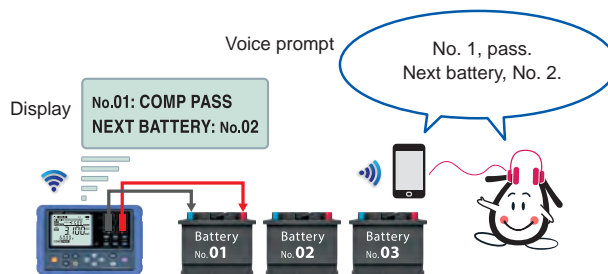 Voice prompt
No. 1, pass.
Next battery, No. 2.
Display
No.01: COMP PASS
NEXT BATTERY: No.02
Battery
No.01
Battery
No.02
Battery
No.03